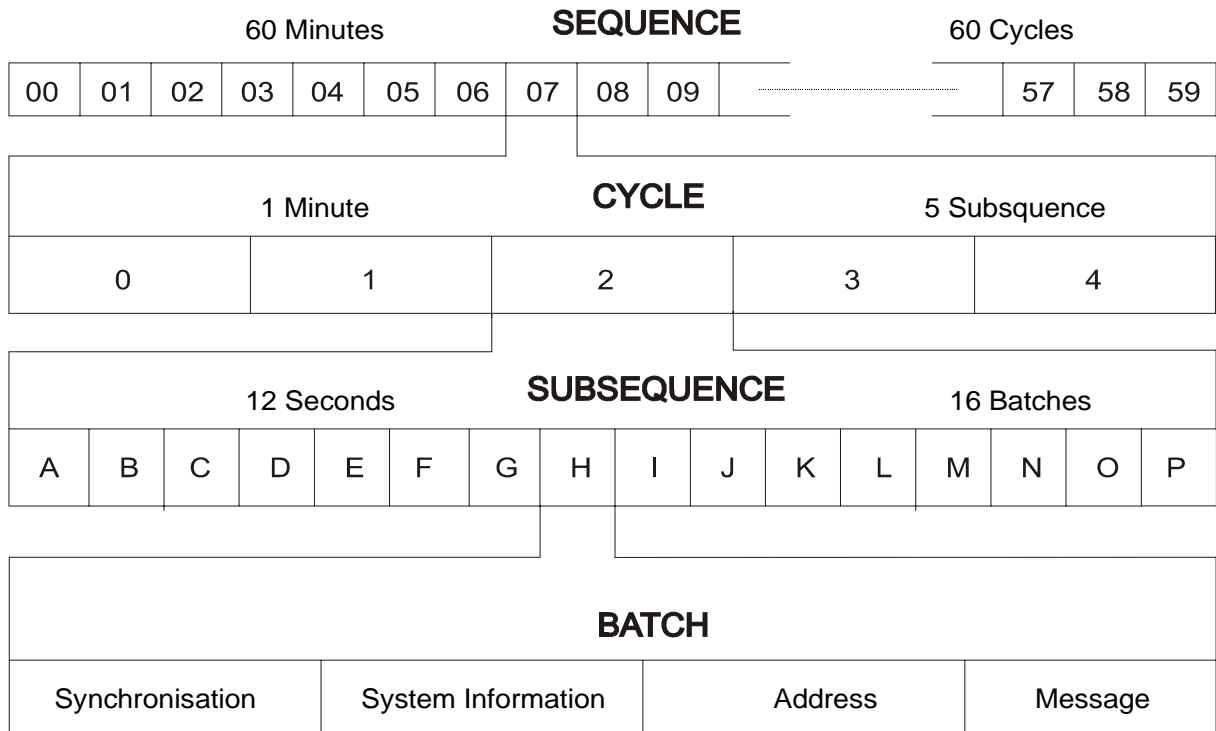 60 Minutes SEQUENCE 60 Cycles
00 01 02 03 04 05 06 07 08 09 57 58 59
1 Minute CYCLE 5 Subsquence
0 1 2 3 4
12 Seconds SUBSEQUENCE 16 Batches
A B C D E F G H I J K L M N O P
BATCH
Synchronisation System Information Address Message